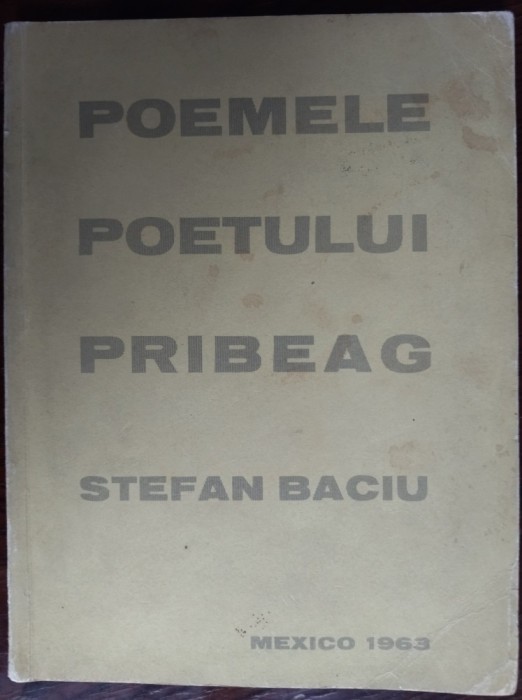 POEMELE
POETULUI
PRIBEAG
STEFAN BACIU
MEXICO 1963